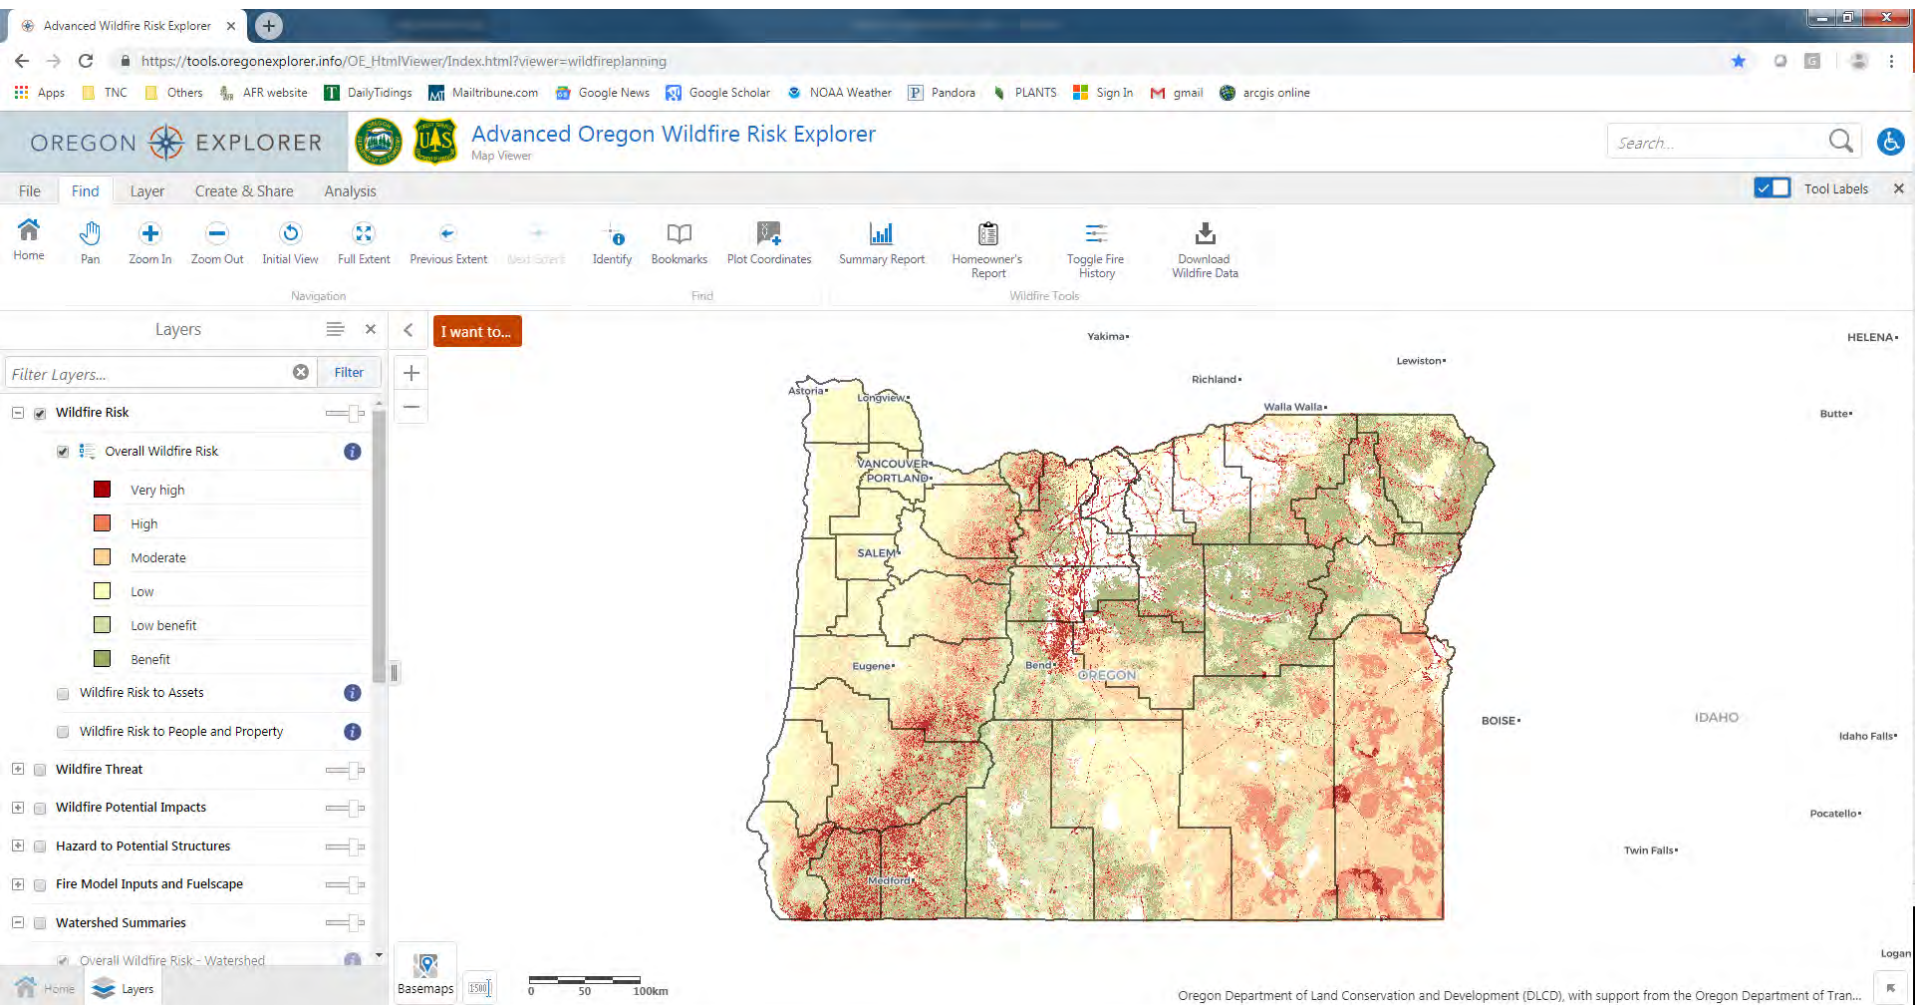 Advanced Wildfire Risk Explorer
https://tools.oregonexplorer.info/OE_HtmlViewer/Index.html?viewer=wildfireplanning
Apps TNC Others AFR website DailyTidings Mailtribune.com Google News Google Scholar NOAA Weather Pandora PLANTS Sign In gmail arcgis online
OREGON EXPLORER
Advanced Oregon Wildfire Risk Explorer
Map Viewer
Search...
File Find Layer Create & Share Analysis
Tool Labels
Home Pan Zoom In Zoom Out Initial View Full Extent Previous Extent Next Extent Identify Bookmarks Plot Coordinates Summary Report Homeowner's Report Toggle Fire History Download Wildfire Data
Navigation Find Wildfire Tools
Layers
I want to...
Filter Layers...
Filter
Wildfire Risk
Overall Wildfire Risk
Very high
High
Moderate
Low
Low benefit
Benefit
Wildfire Risk to Assets
Wildfire Risk to People and Property
Wildfire Threat
Wildfire Potential Impacts
Hazard to Potential Structures
Fire Model Inputs and Fuelscape
Watershed Summaries
Overall Wildfire Risk - Watershed
Home Layers
Yakima
HELENA
Lewiston
Richland
Astoria
Longview
Walla Walla
Butte
VANCOUVER
PORTLAND
SALEM
Eugene
Bend
OREGON
BOISE
IDAHO
Idaho Falls
Pocatello
Twin Falls
Medford
Logan
Basemaps
0 50 100km
Oregon Department of Land Conservation and Development (DLCD), with support from the Oregon Department of Tran...